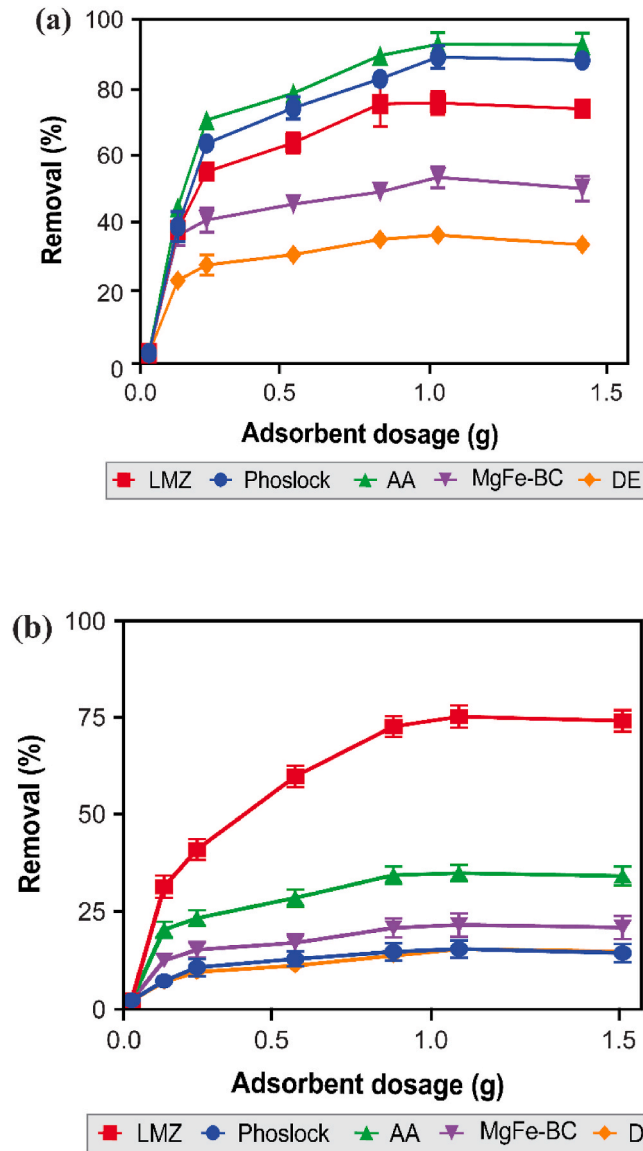 (a)
100
80
60
40
20
0
Removal (%)
0.0 0.5 1.0 1.5
Adsorbent dosage (g)
LMZ Phoslock AA MgFe-BC DE
(b)
100
75
50
25
0
Removal (%)
0.0 0.5 1.0 1.5
Adsorbent dosage (g)
LMZ Phoslock AA MgFe-BC D